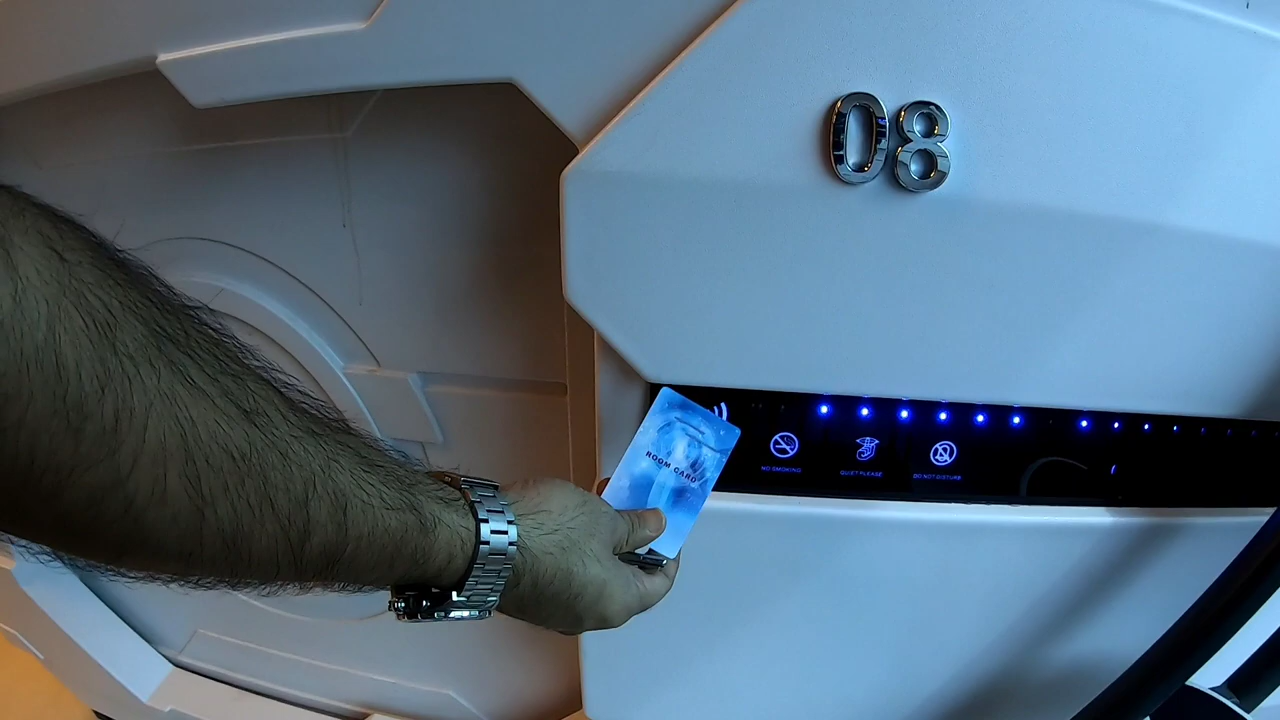 08
ROOM CARD
NO SMOKING
QUIET PLEASE
DO NOT DISTURB